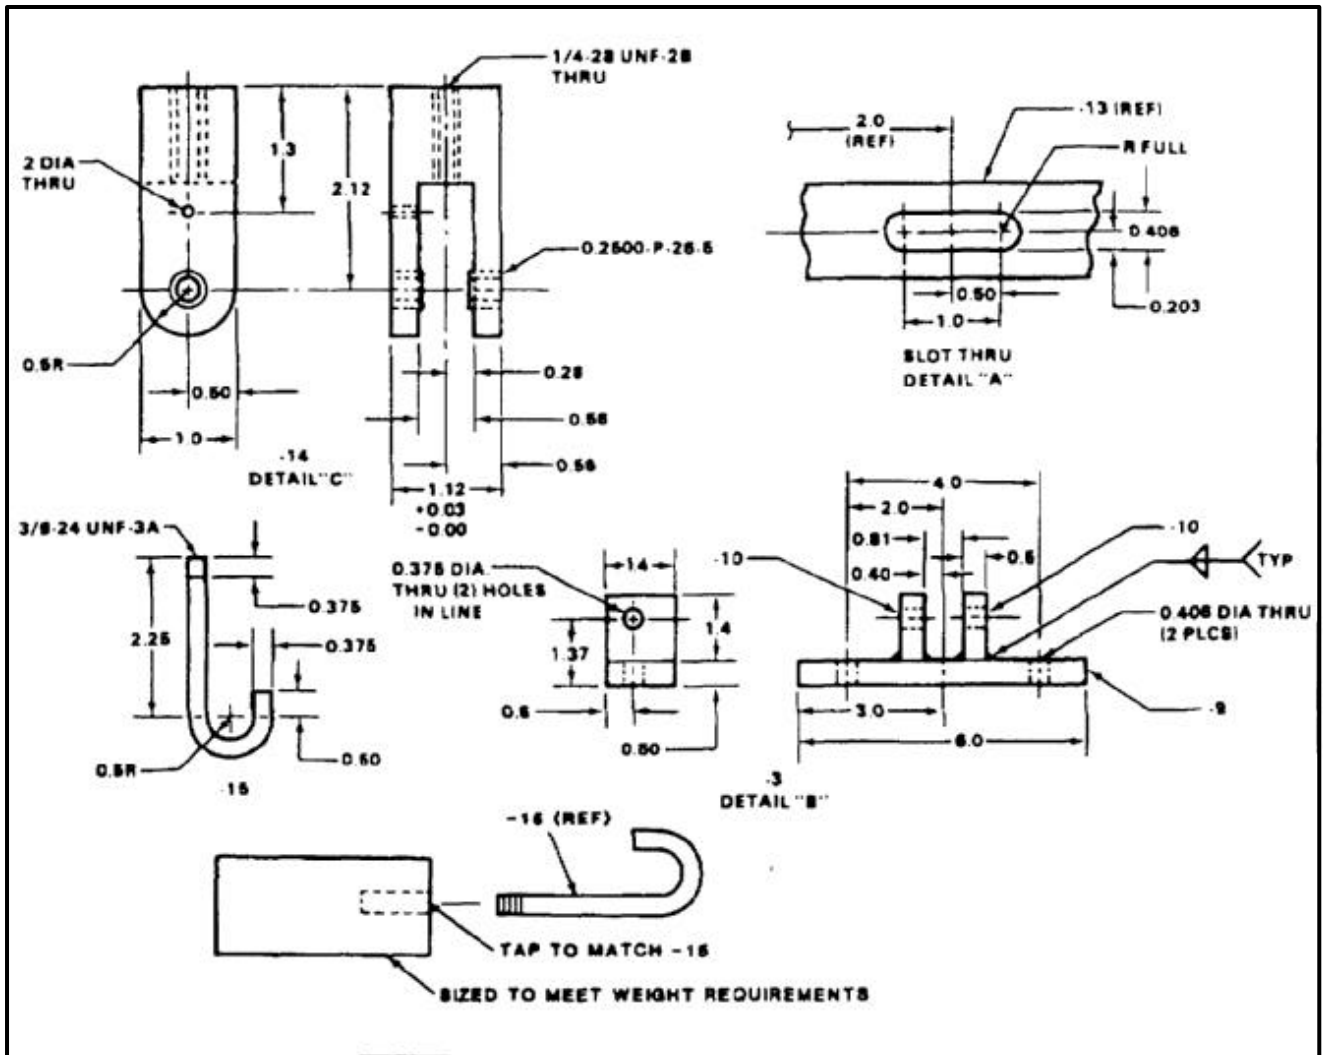 1/4-28 UNF-2B
THRU
2 DIA
THRU
1.3
2.12
0.2500-P-26.5
0.5R
0.50
1.0
-14
DETAIL "C"
0.28
0.56
0.56
1.12
+0.03
-0.00
2.0
(REF)
-13 (REF)
R FULL
0.406
0.203
0.50
1.0
SLOT THRU
DETAIL "A"
3/8-24 UNF-3A
0.375
0.375
2.25
0.5R
0.50
-15
0.375 DIA.
THRU (2) HOLES
IN LINE
1.4
1.4
1.37
0.6
0.50
-3
DETAIL "B"
4.0
2.0
0.81
0.40
0.5
-10
-10
TYP
0.406 DIA THRU
(2 PLCS)
-9
3.0
6.0
-15 (REF)
TAP TO MATCH -15
SIZED TO MEET WEIGHT REQUIREMENTS